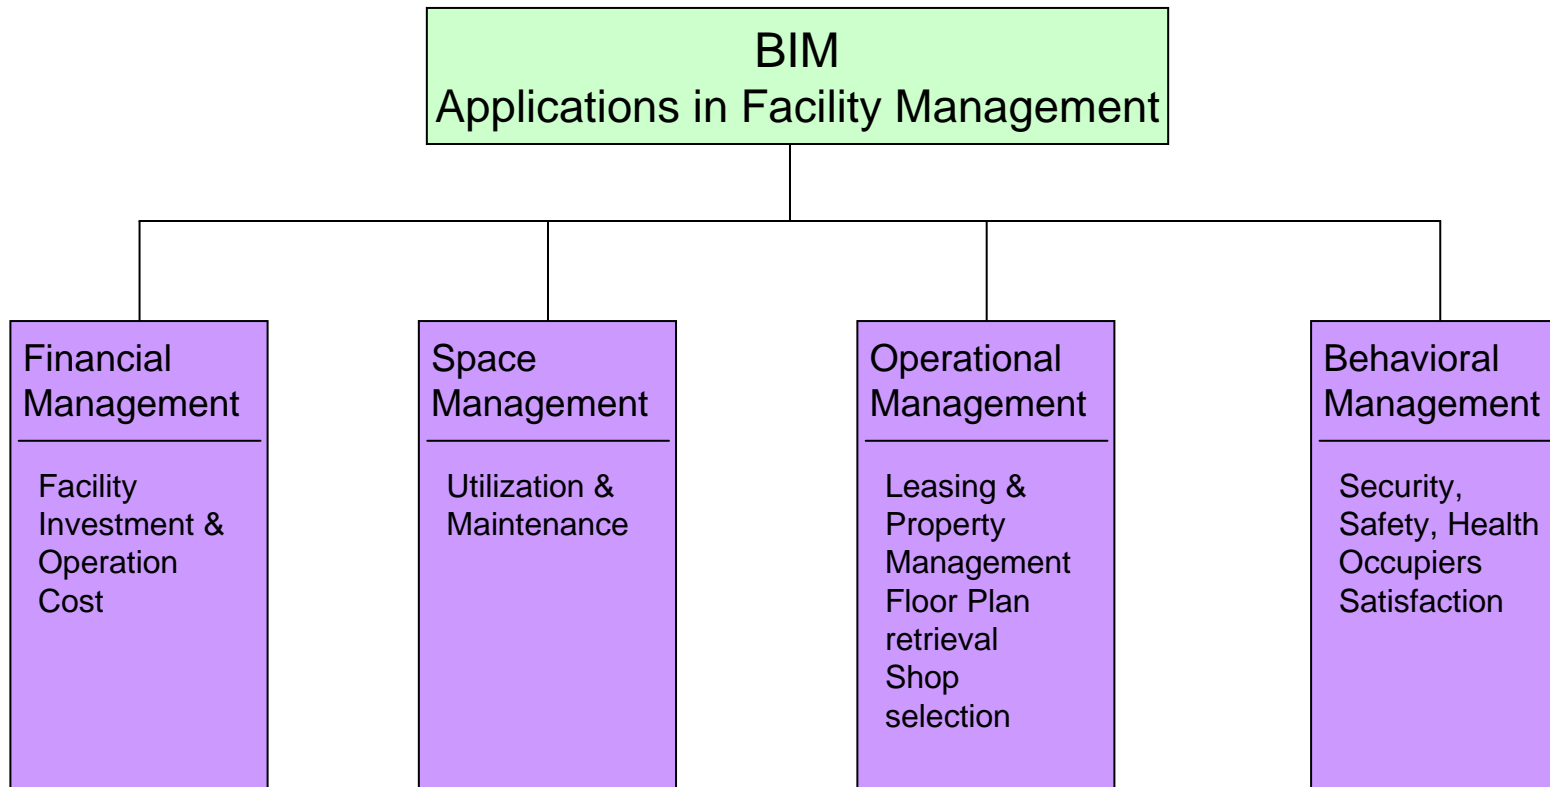 BIM
Applications in Facility Management
Financial
Management
Facility
Investment &
Operation
Cost
Space
Management
Utilization &
Maintenance
Operational
Management
Leasing &
Property
Management
Floor Plan
retrieval
Shop
selection
Behavioral
Management
Security,
Safety, Health
Occupiers
Satisfaction